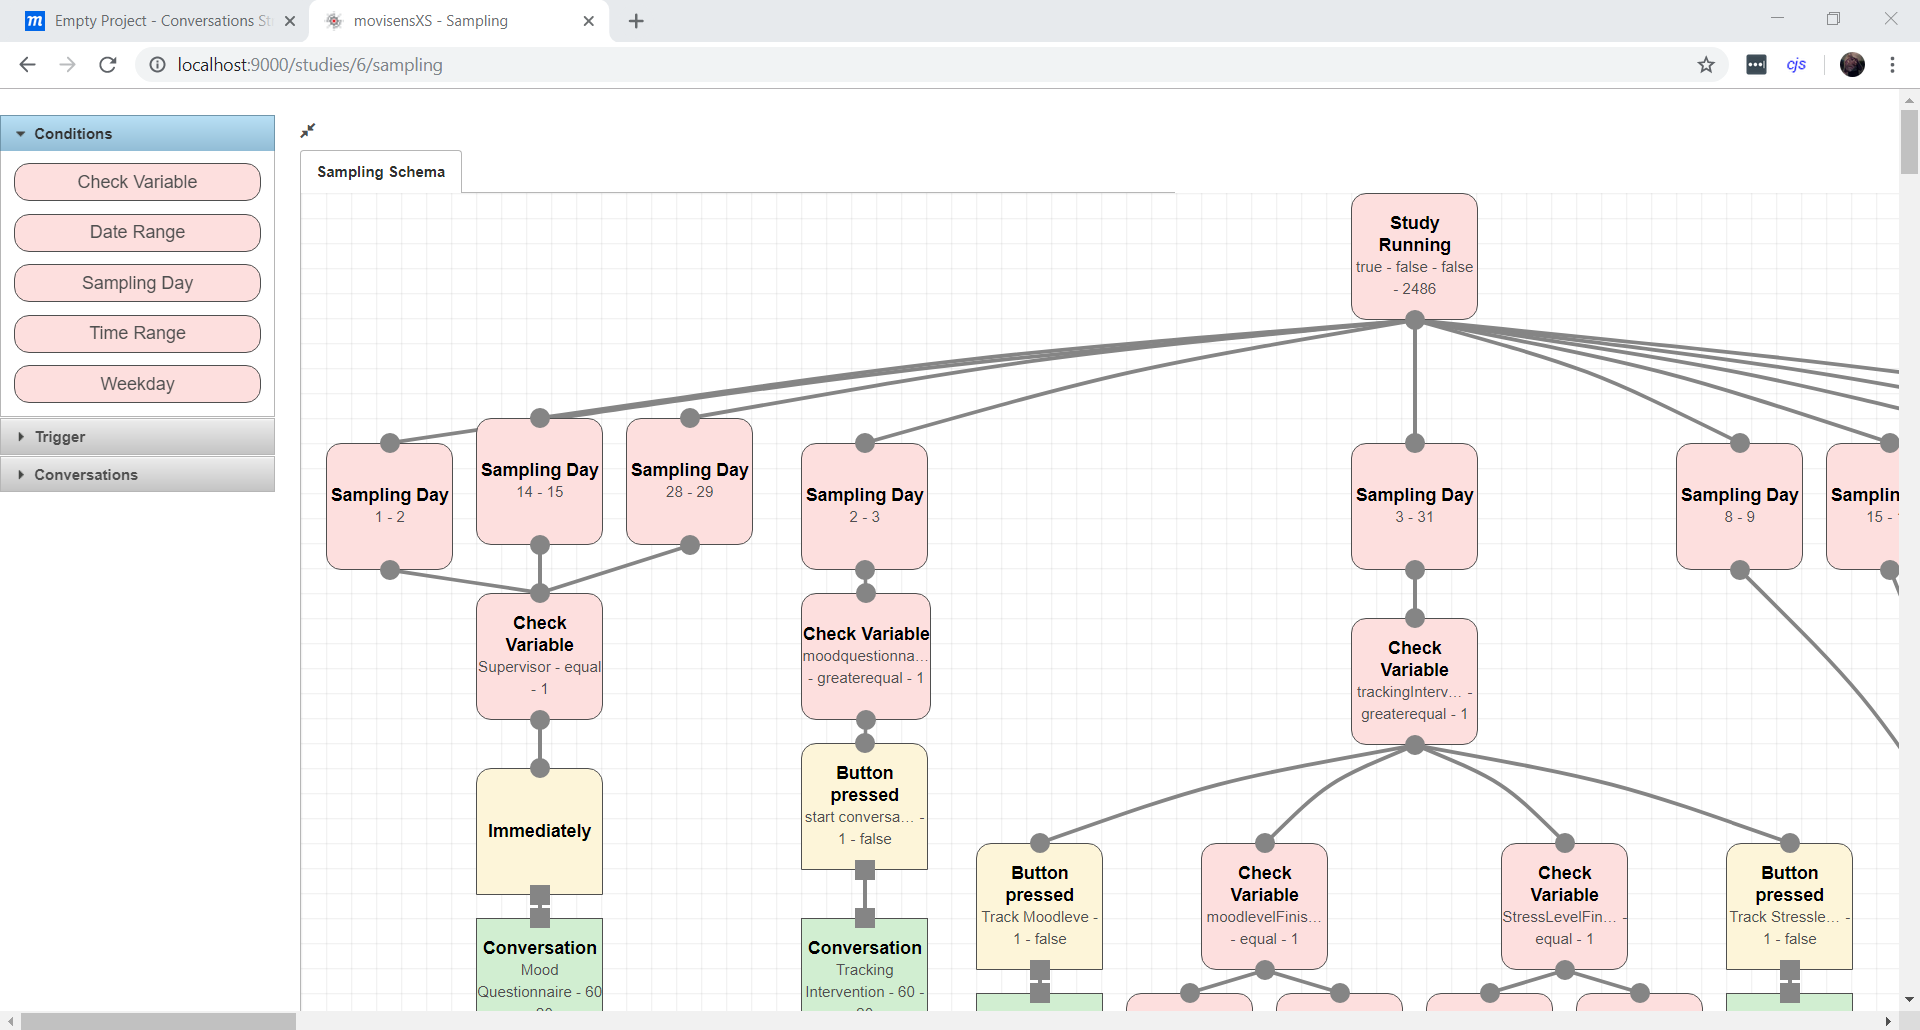 Empty Project - Conversations St
movisensXS - Sampling
localhost:9000/studies/6/sampling
cjs
Conditions
Check Variable
Date Range
Sampling Day
Time Range
Weekday
Trigger
Conversations
Sampling Schema
Study
Running
true - false - false
- 2486
Sampling Day
1 - 2
Sampling Day
14 - 15
Sampling Day
28 - 29
Sampling Day
2 - 3
Sampling Day
3 - 31
Sampling Day
8 - 9
Samplin
15 -
Check
Variable
Supervisor - equal
- 1
Check Variable
moodquestionna...
- greaterequal - 1
Check
Variable
trackingInterv... -
greaterequal - 1
Immediately
Button
pressed
start conversa... -
1 - false
Button
pressed
Track Moodleve -
1 - false
Check
Variable
moodlevelFinis...
- equal - 1
Check
Variable
StressLevelFin... -
equal - 1
Button
pressed
Track Stressle... -
1 - false
Conversation
Mood
Questionnaire - 60
Conversation
Tracking
Intervention - 60 -